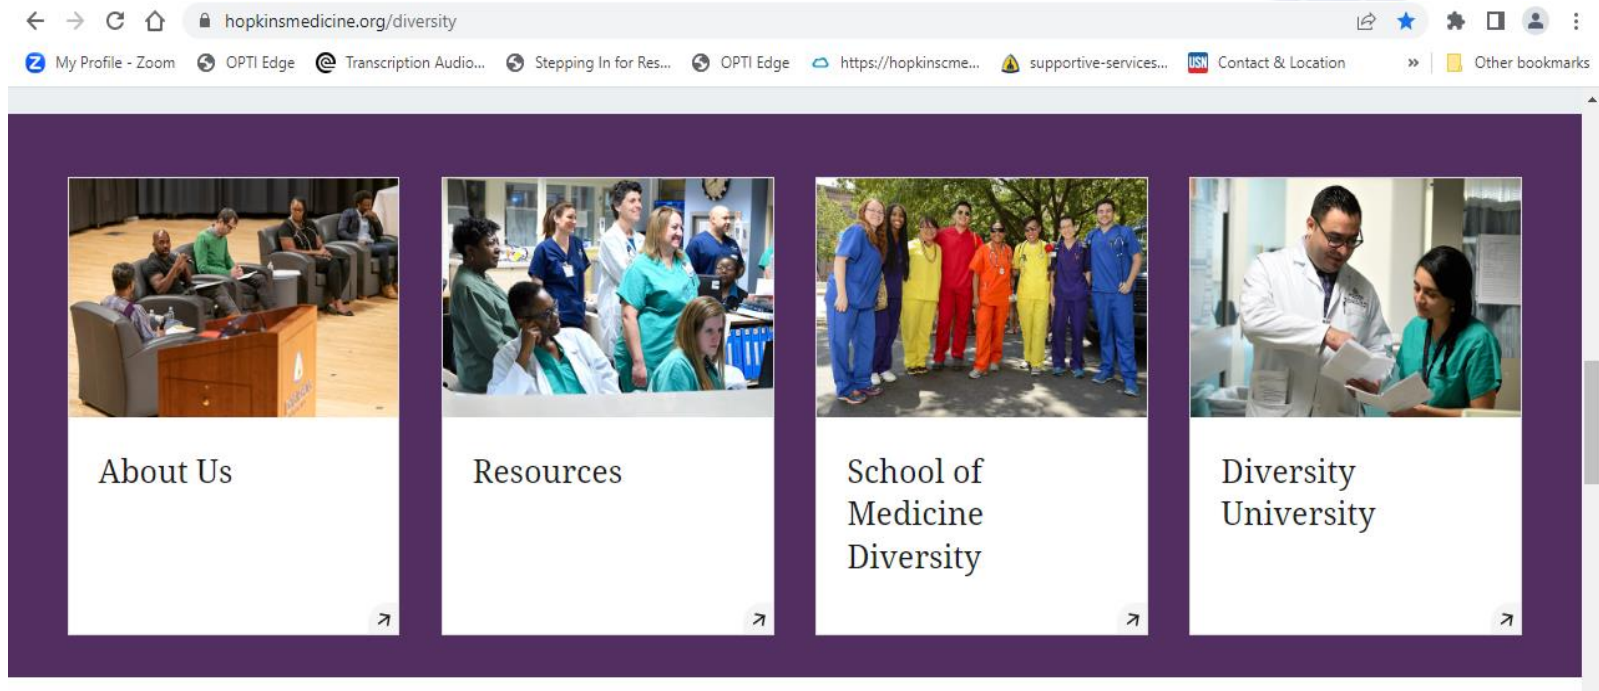 hopkinsmedicine.org/diversity
My Profile - Zoom OPTI Edge Transcription Audio... Stepping In for Res... OPTI Edge https://hopkinscme... supportive-services... USN Contact & Location » Other bookmarks
About Us
Resources
School of
Medicine
Diversity
Diversity
University